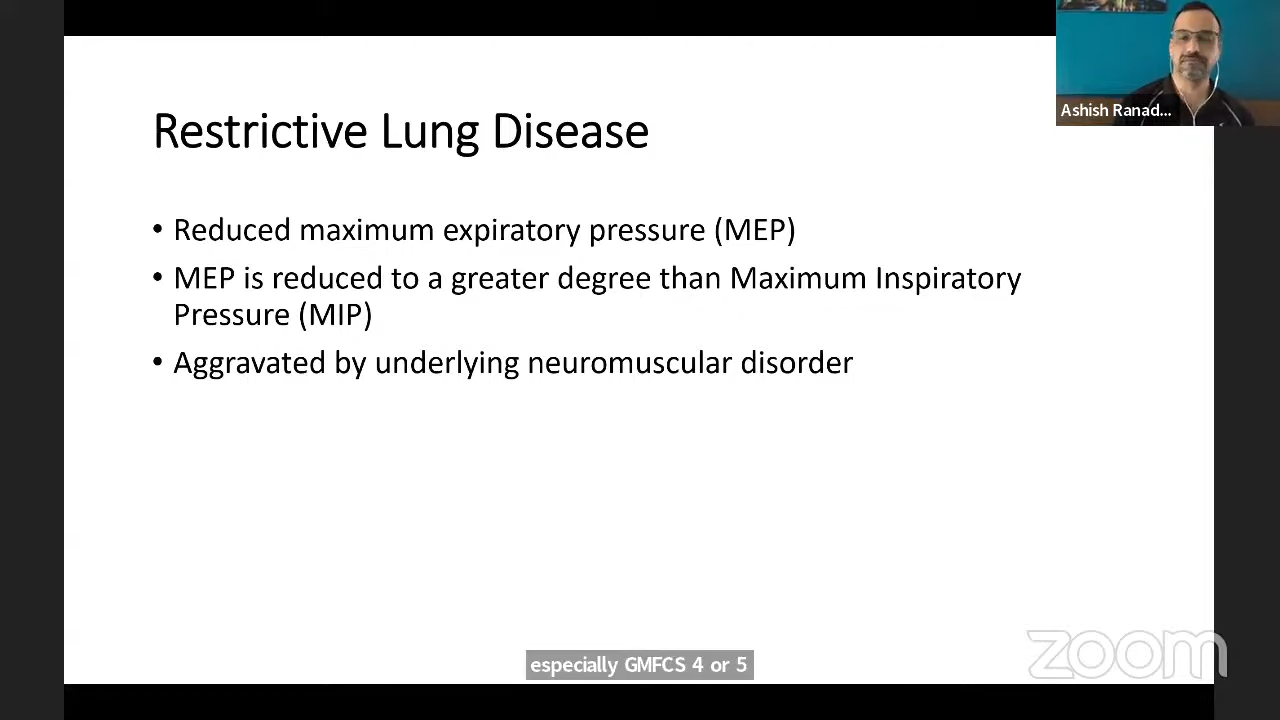 Restrictive Lung Disease
• Reduced maximum expiratory pressure (MEP)
• MEP is reduced to a greater degree than Maximum Inspiratory
Pressure (MIP)
• Aggravated by underlying neuromuscular disorder
Ashish Ranad...
especially GMFCS 4 or 5
zoom